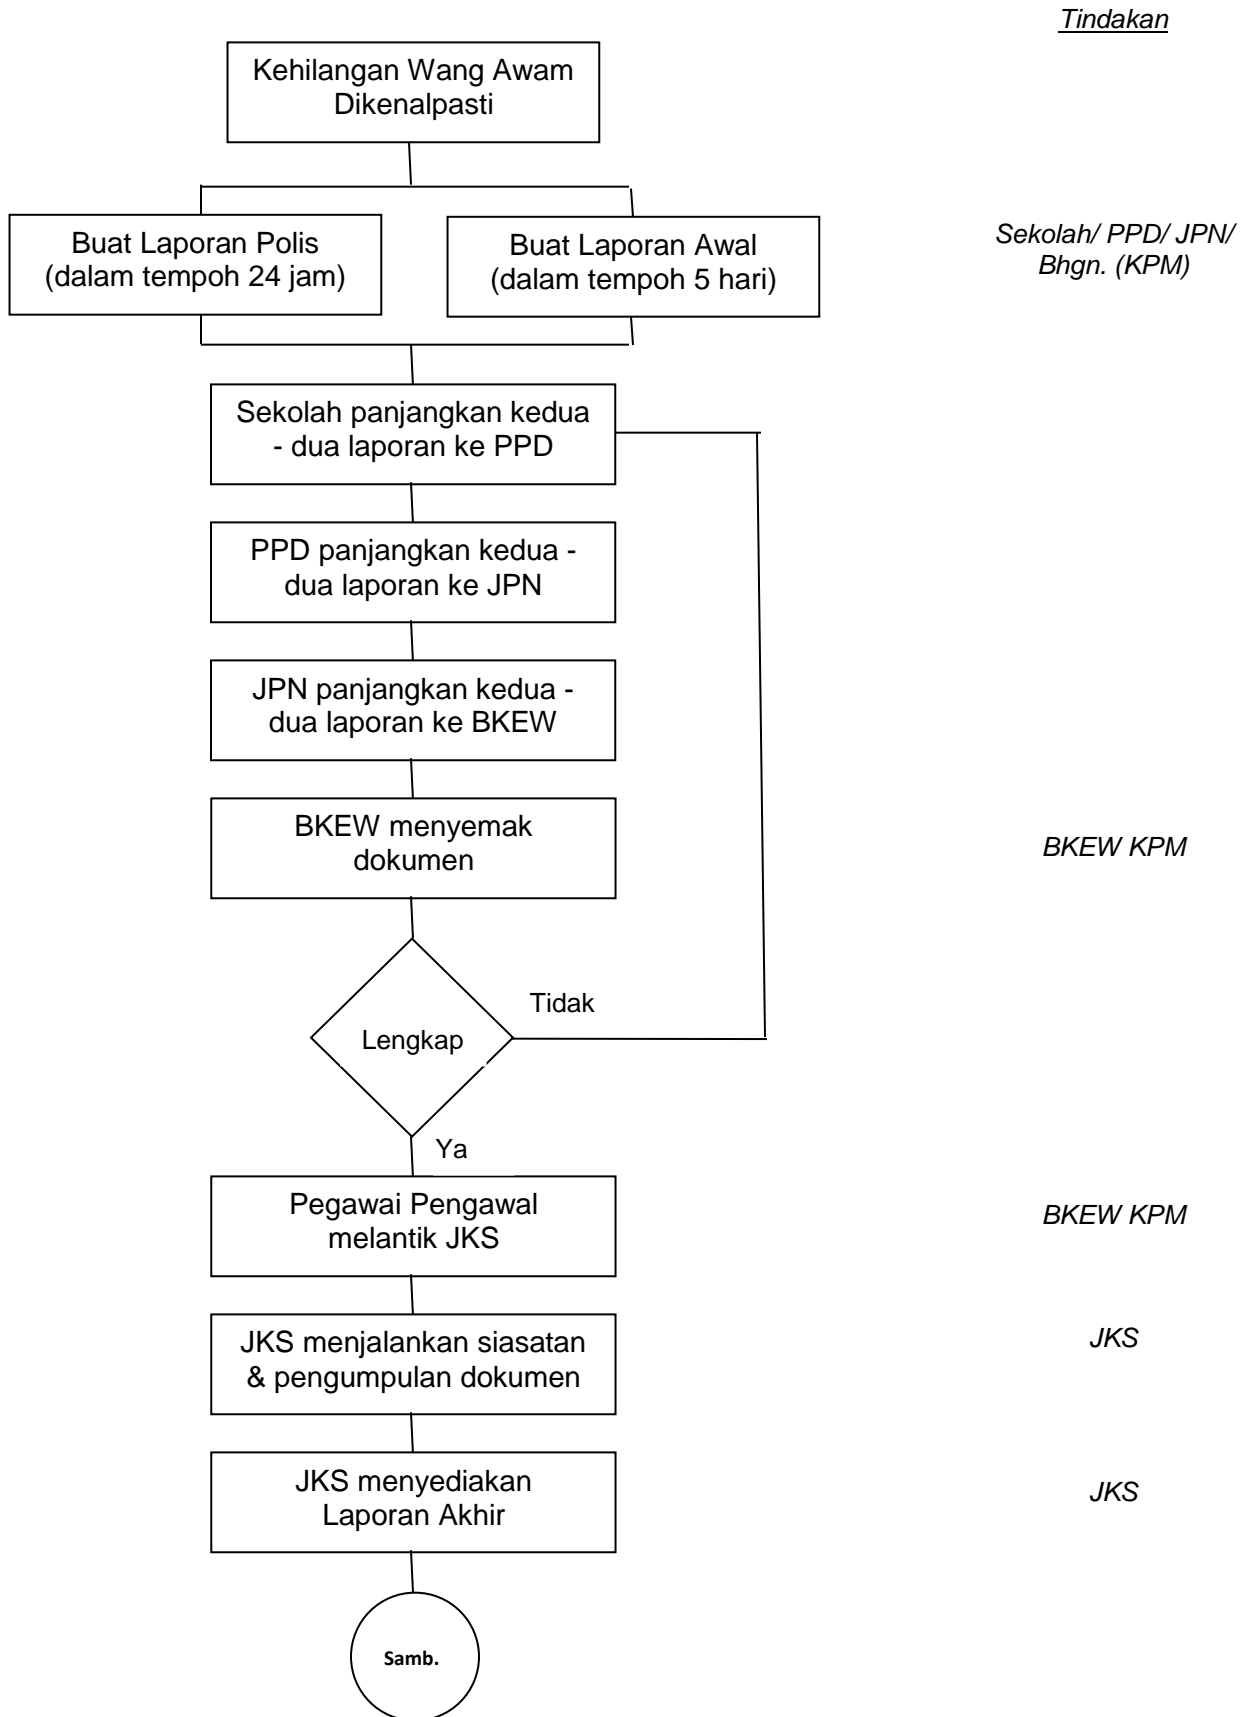 Tindakan
Kehilangan Wang Awam
Dikenalpasti
Buat Laporan Polis
(dalam tempoh 24 jam)
Buat Laporan Awal
(dalam tempoh 5 hari)
Sekolah/ PPD/ JPN/
Bhgn. (KPM)
Sekolah panjangkan kedua
- dua laporan ke PPD
PPD panjangkan kedua -
dua laporan ke JPN
JPN panjangkan kedua -
dua laporan ke BKEW
BKEW menyemak
dokumen
BKEW KPM
Tidak
Lengkap
Ya
Pegawai Pengawal
melantik JKS
BKEW KPM
JKS menjalankan siasatan
& pengumpulan dokumen
JKS
JKS menyediakan
Laporan Akhir
JKS
Samb.